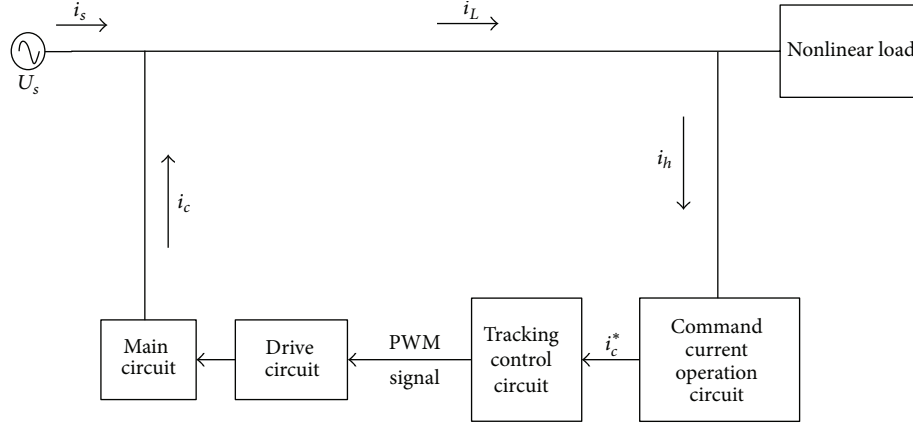 i_s
i_L
U_s
Nonlinear load
i_h
i_c
Main
circuit
Drive
circuit
PWM
signal
Tracking
control
circuit
i_c^*
Command
current
operation
circuit